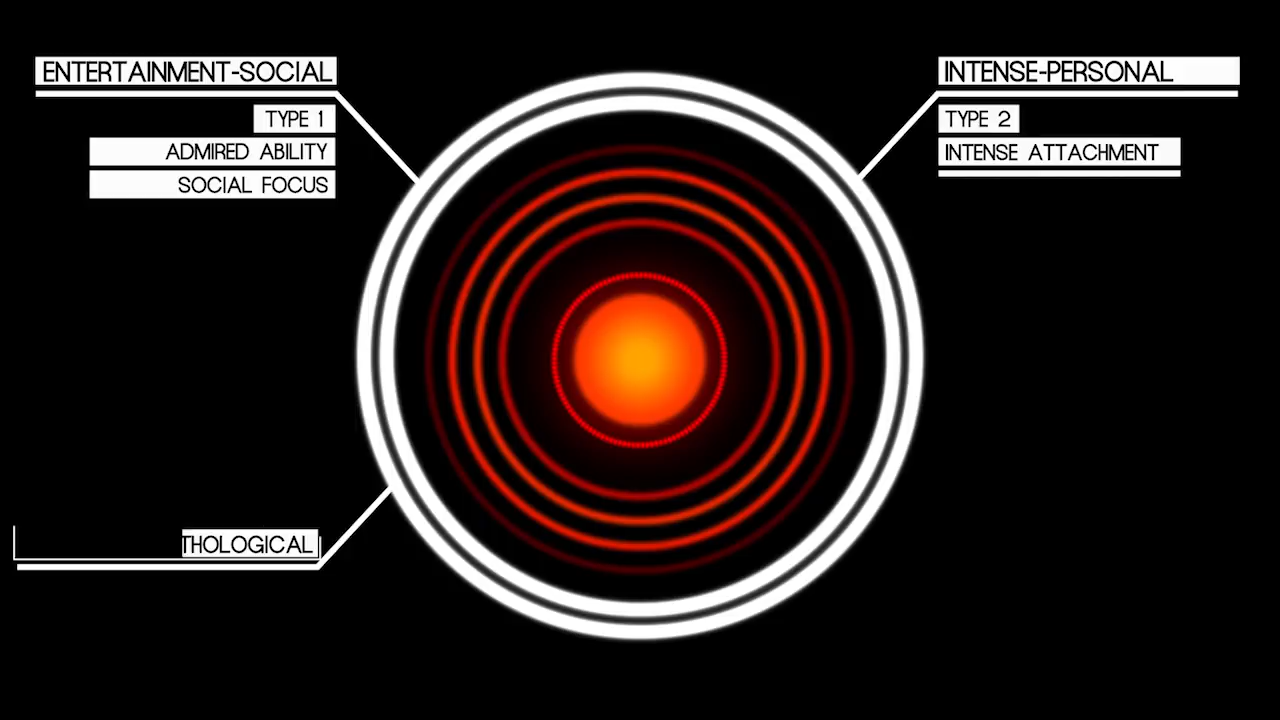 ENTERTAINMENT-SOCIAL
TYPE 1
ADMIRED ABILITY
SOCIAL FOCUS
INTENSE-PERSONAL
TYPE 2
INTENSE ATTACHMENT
THOLOGICAL